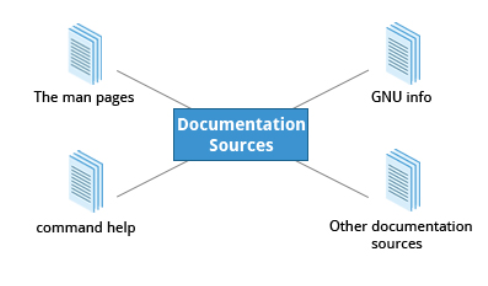 The man pages
GNU info
Documentation
Sources
command help
Other documentation
sources